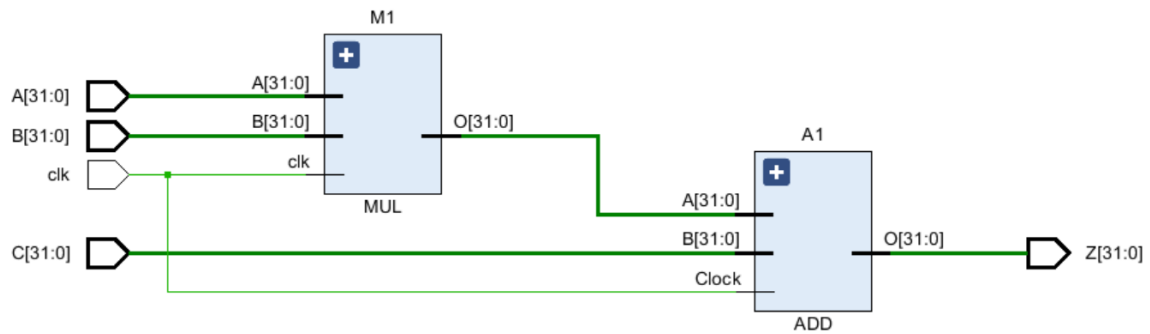 M1
A[31:0]
A[31:0]
B[31:0]
B[31:0]
O[31:0]
clk
clk
MUL
A1
A[31:0]
C[31:0]
B[31:0]
O[31:0]
Z[31:0]
Clock
ADD